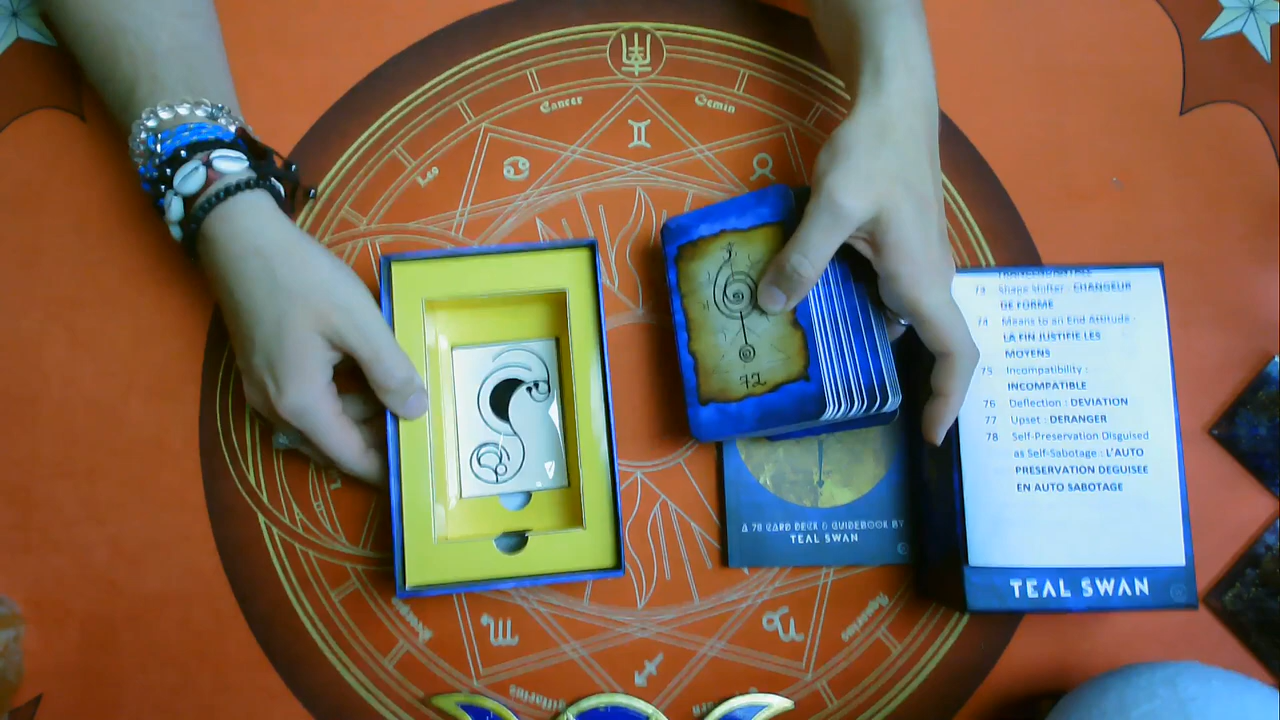 Cancer
Gemin
Leo
72
TRANSCENDENTALE
73 Shape Shifter : CHANGEUR
DE FORME
74 Means to an End Attitude :
LA FIN JUSTIFIE LES
MOYENS
75 Incompatibility :
INCOMPATIBLE
76 Deflection : DEVIATION
77 Upset : DERANGER
78 Self-Preservation Disguised
as Self-Sabotage : L'AUTO
PRESERVATION DEGUISEE
EN AUTO SABOTAGE
TEAL SWAN
A 78 CARD DECK & GUIDEBOOK BY
TEAL SWAN
Aquarius